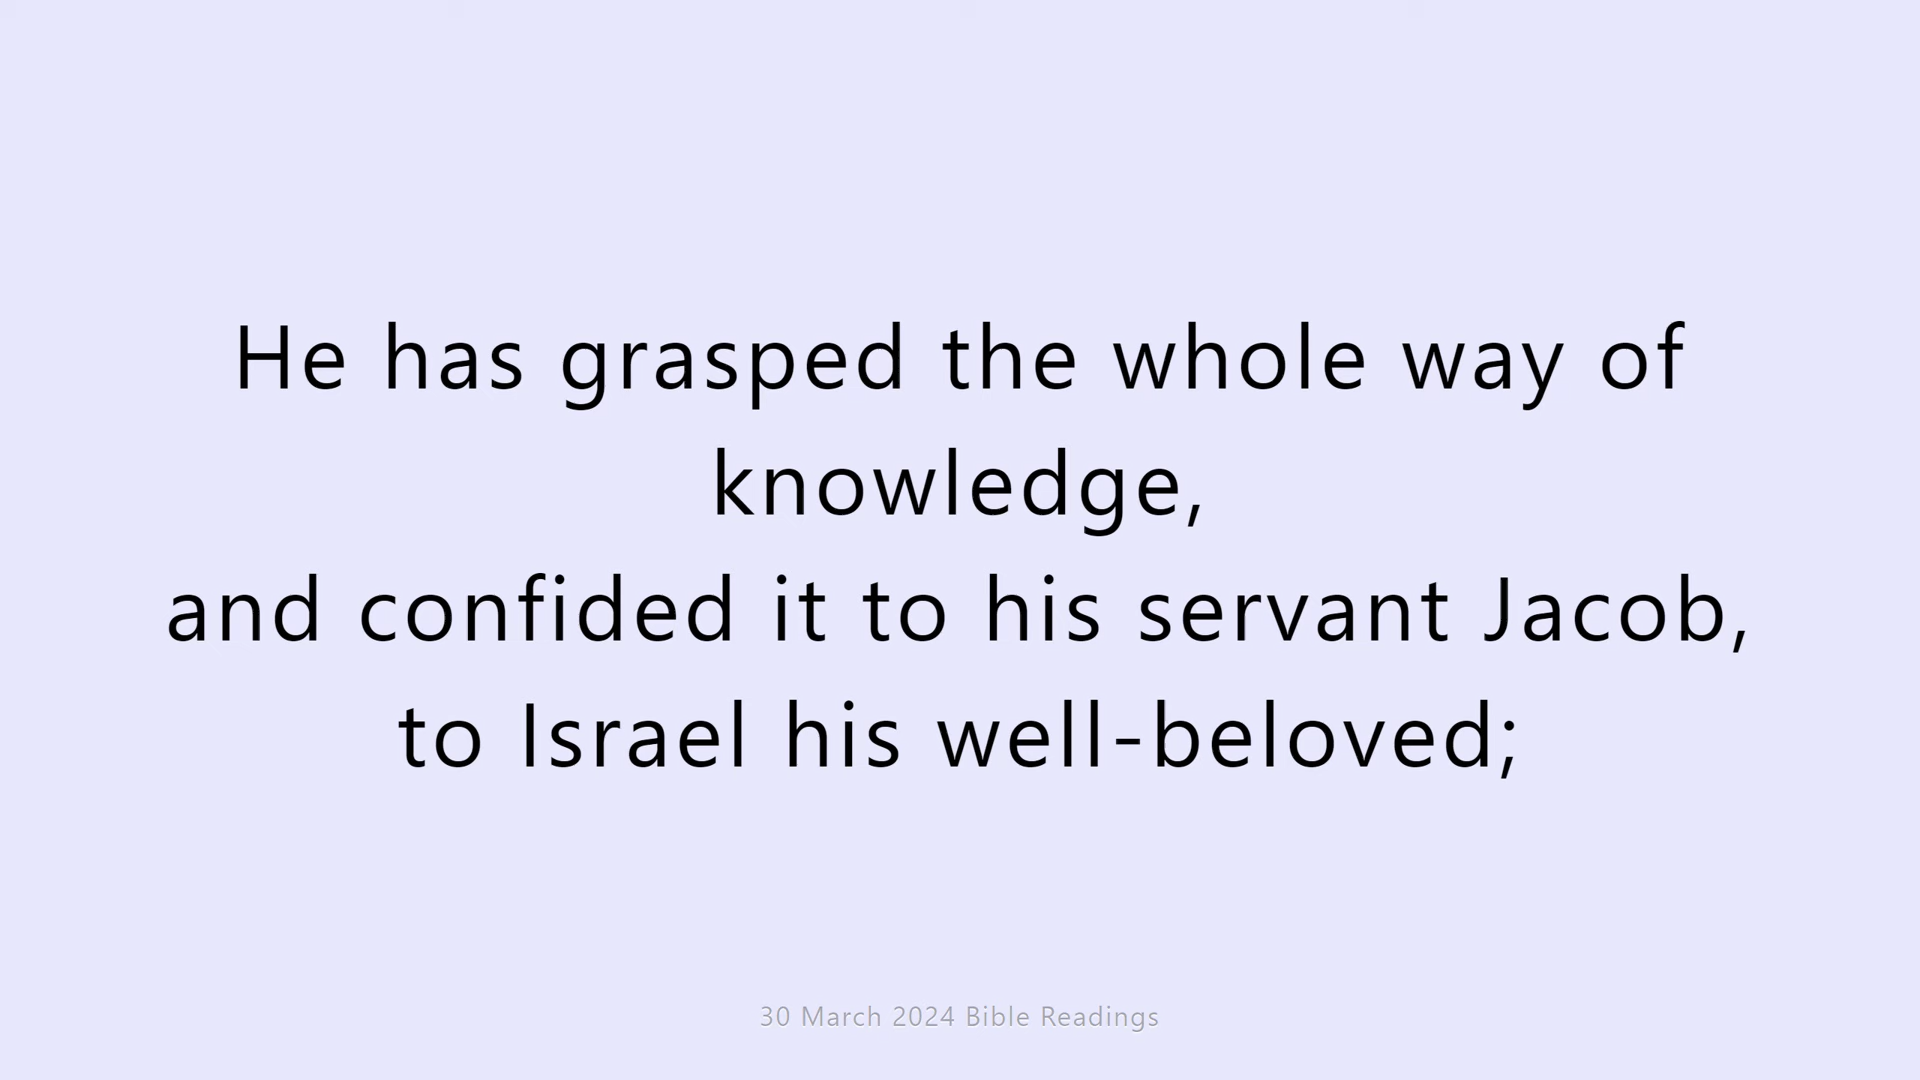 He has grasped the whole way of
knowledge,
and confided it to his servant Jacob,
to Israel his well-beloved;
30 March 2024 Bible Readings